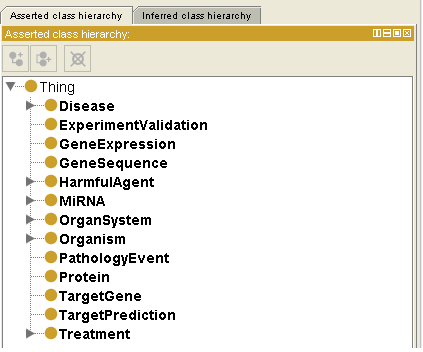 Asserted class hierarchy Inferred class hierarchy
Asserted class hierarchy:
Thing
Disease
ExperimentValidation
GeneExpression
GeneSequence
HarmfulAgent
MiRNA
OrganSystem
Organism
PathologyEvent
Protein
TargetGene
TargetPrediction
Treatment